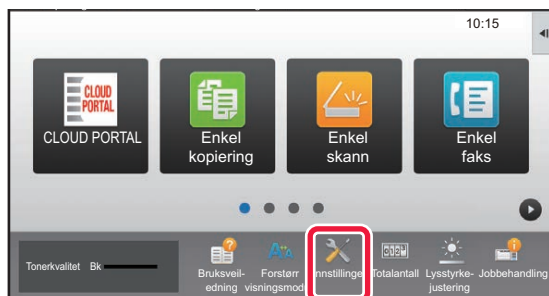 10:15
CLOUD
PORTAL
CLOUD PORTAL
Enkel
kopiering
Enkel
skann
Enkel
faks
Tonerkvalitet Bk
Bruksveil-
edning
Forstørr
visningsmod
Innstillinge
Totalantall
Lysstyrke-
justering
Jobbehandling